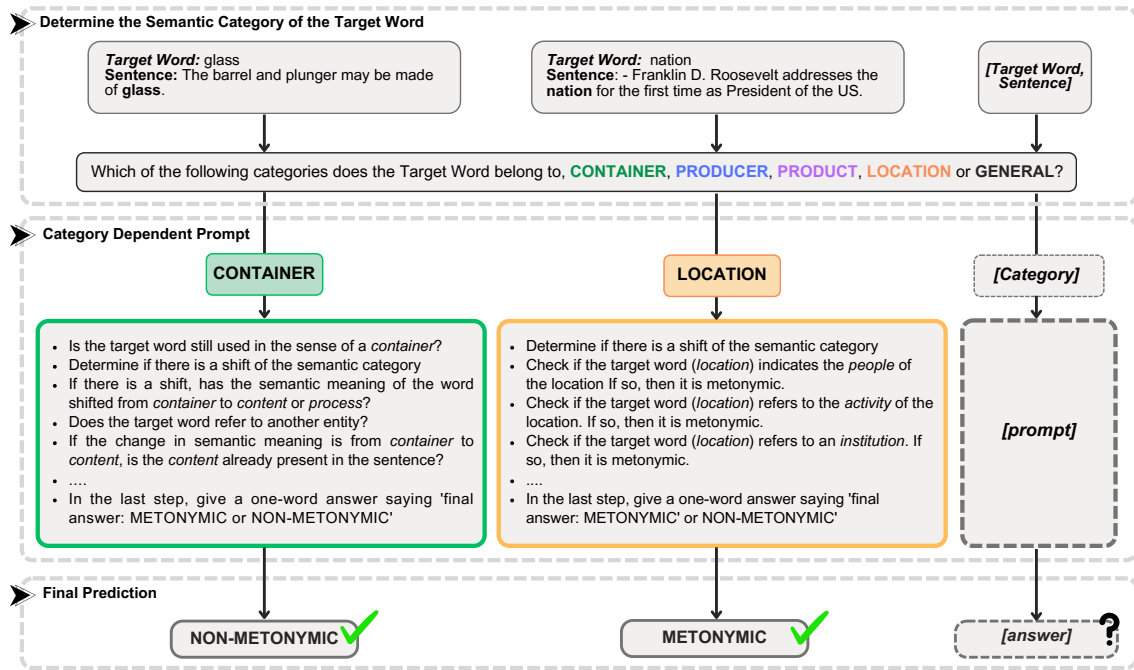 Determine the Semantic Category of the Target Word
Target Word: glass
Sentence: The barrel and plunger may be made
of glass.
Target Word: nation
Sentence: - Franklin D. Roosevelt addresses the
nation for the first time as President of the US.
[Target Word,
Sentence]
Which of the following categories does the Target Word belong to, CONTAINER, PRODUCER, PRODUCT, LOCATION or GENERAL?
Category Dependent Prompt
CONTAINER
LOCATION
[Category]
• Is the target word still used in the sense of a container?
• Determine if there is a shift of the semantic category
• If there is a shift, has the semantic meaning of the word
shifted from container to content or process?
• Does the target word refer to another entity?
• If the change in semantic meaning is from container to
content, is the content already present in the sentence?
• ....
• In the last step, give a one-word answer saying 'final
answer: METONYMIC or NON-METONYMIC'
• Determine if there is a shift of the semantic category
• Check if the target word (location) indicates the people of
the location If so, then it is metonymic.
• Check if the target word (location) refers to the activity of the
location. If so, then it is metonymic.
• Check if the target word (location) refers to an institution. If
so, then it is metonymic.
• ....
• In the last step, give a one-word answer saying 'final
answer: METONYMIC' or NON-METONYMIC'
[prompt]
Final Prediction
NON-METONYMIC
METONYMIC
[answer]
?